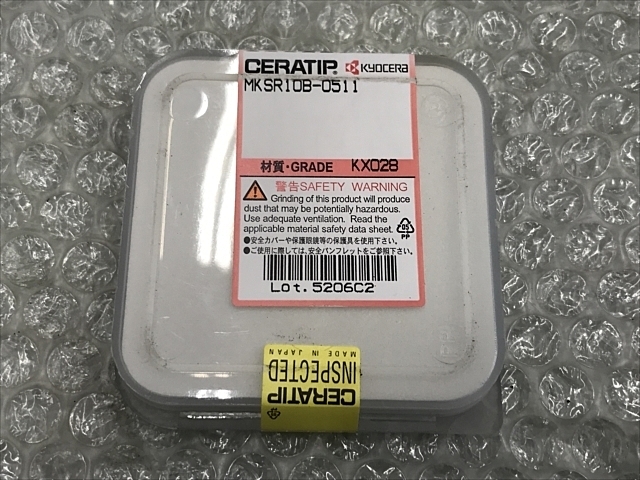 CERATIP® KYOCERA
MKSR10B-0511
材質・GRADE KX028
警告SAFETY WARNING
Grinding of this product will produce
dust that may be potentially hazardous.
Use adequate ventilation. Read the
applicable material safety data sheet.
PP
●安全カバーや保護眼鏡等の保護具を使用下さい。
●ご使用に際しては、安全パンフレットをご参照下さい。
Lot.5206C2
CERATIP
INSPECTED
MADE IN JAPAN